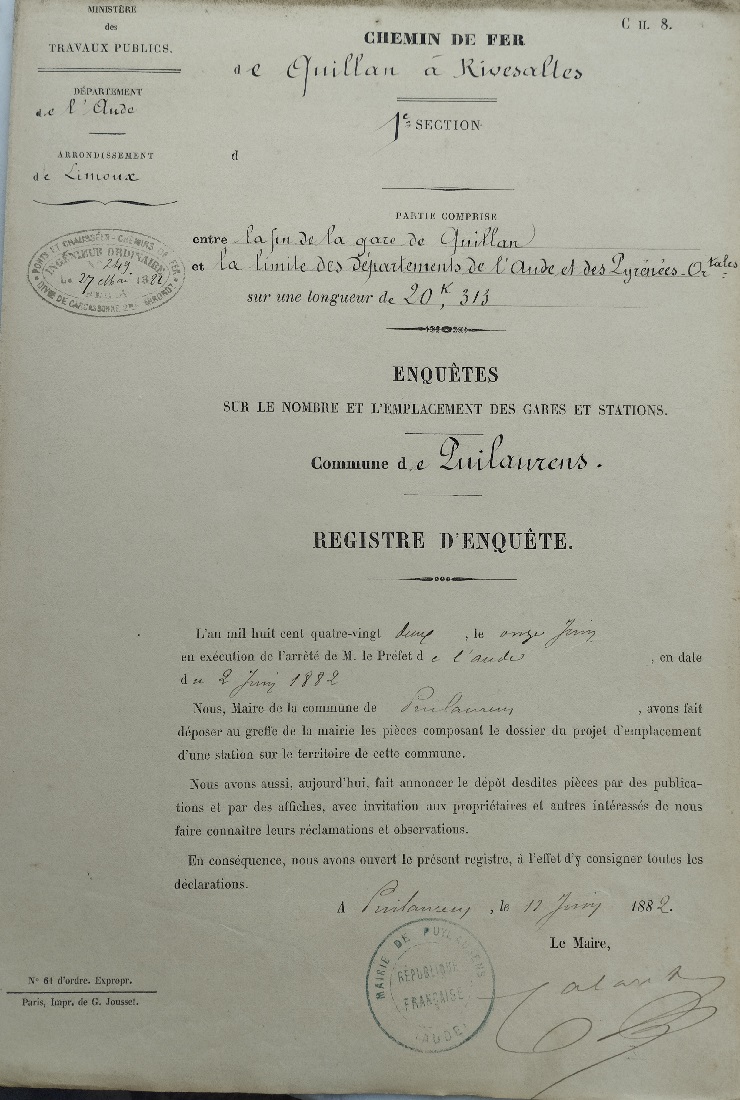 MINISTÈRE
des
TRAVAUX PUBLICS.
DÉPARTEMENT
de l'Aude
ARRONDISSEMENT
de Limoux
C H. 8.
CHEMIN DE FER
de Quillan à Rivesaltes
1e SECTION
d
PARTIE COMPRISE
entre la fin de la gare de Quillan
et la limite des Départements de l'Aude et des Pyrénées-Ortales
sur une longueur de 20K, 313
PONTS ET CHAUSSÉES - CHEMINS DE FER
INGÉNIEUR ORDINAIRE
249
Le 27 Mai 1882
ENQUÊTES
SUR LE NOMBRE ET L'EMPLACEMENT DES GARES ET STATIONS.
Commune de Puilaurens.
REGISTRE D'ENQUÊTE.
L'an mil huit cent quatre-vingt deux, le onze Juin
en exécution de l'arrêté de M. le Préfet de l'aude, en date
du 2 Juin 1882
Nous, Maire de la commune de Puilaurens, avons fait
déposer au greffe de la mairie les pièces composant le dossier du projet d'emplacement
d'une station sur le territoire de cette commune.
Nous avons aussi, aujourd'hui, fait annoncer le dépôt desdites pièces par des publica-
tions et par des affiches, avec invitation aux propriétaires et autres intéressés de nous
faire connaître leurs réclamations et observations.
En conséquence, nous avons ouvert le présent registre, à l'effet d'y consigner toutes les
déclarations.
A Puilaurens, le 11 Juin 1882.
Le Maire,
MAIRIE DE PUYLAURENS
RÉPUBLIQUE
FRANÇAISE
(AUDE)
N° 61 d'ordre. Expropr.
Paris, Impr. de G. Jousset.